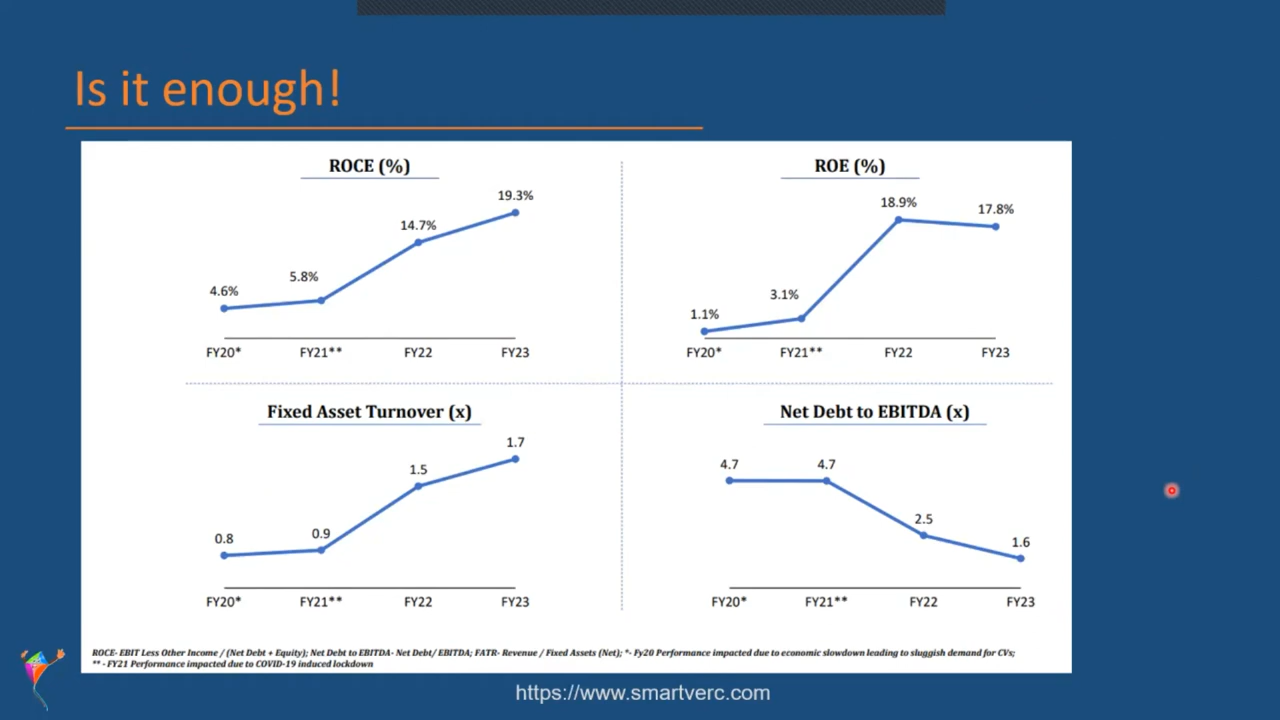 Is it enough!
ROCE (%)
19.3%
14.7%
5.8%
4.6%
FY20* FY21** FY22 FY23
ROE (%)
18.9%
17.8%
3.1%
1.1%
FY20* FY21** FY22 FY23
Fixed Asset Turnover (x)
1.7
1.5
0.9
0.8
FY20* FY21** FY22 FY23
Net Debt to EBITDA (x)
4.7 4.7
2.5
1.6
FY20* FY21** FY22 FY23
ROCE- EBIT Less Other Income / (Net Debt + Equity); Net Debt to EBITDA- Net Debt/ EBITDA; FATR- Revenue / Fixed Assets (Net); *- Fy20 Performance impacted due to economic slowdown leading to sluggish demand for CVs;
** - FY21 Performance impacted due to COVID-19 induced lockdown
https://www.smartverc.com